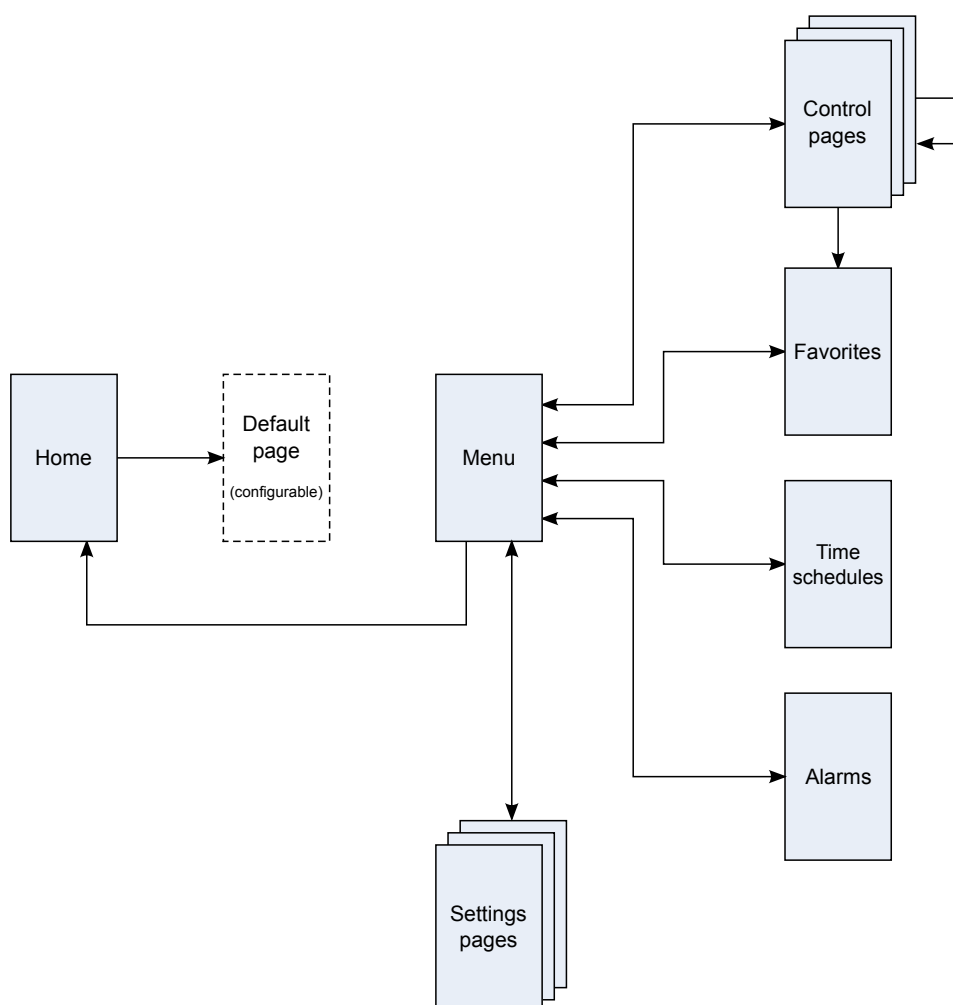 Control
pages
Favorites
Home
Default
page
(configurable)
Menu
Time
schedules
Alarms
Settings
pages